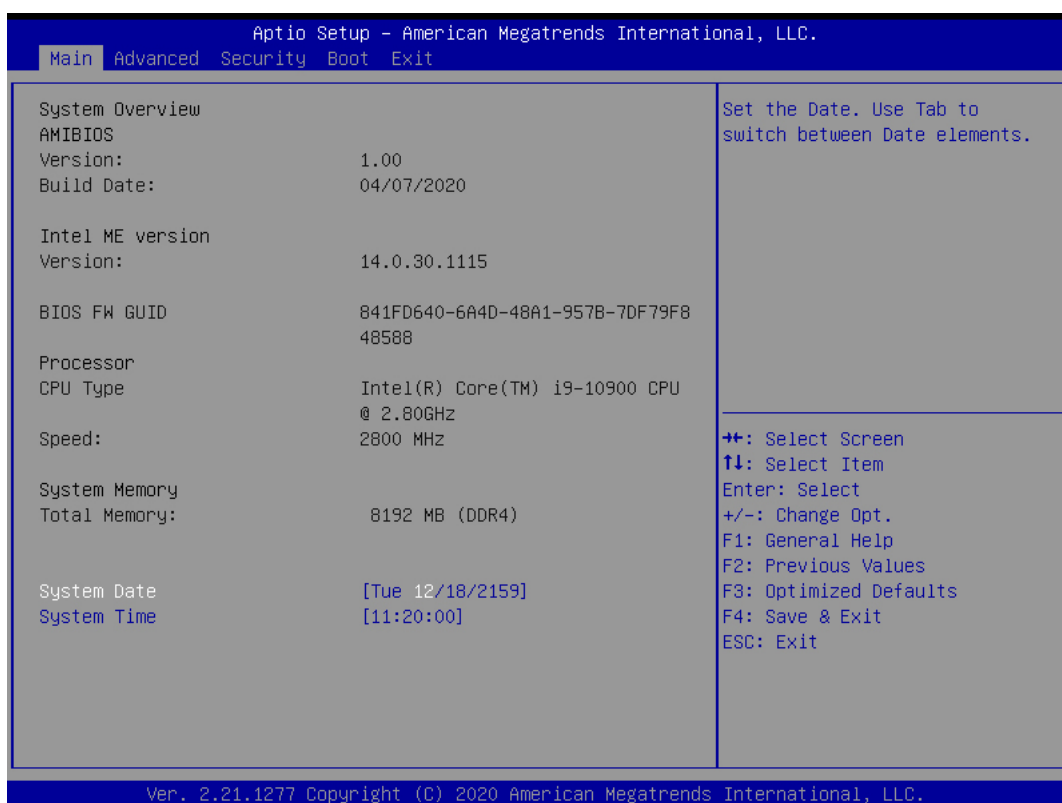 Aptio Setup – American Megatrends International, LLC.
Main Advanced Security Boot Exit
System Overview
AMIBIOS
Version: 1.00
Build Date: 04/07/2020
Intel ME version
Version: 14.0.30.1115
BIOS FW GUID 841FD640-6A4D-48A1-957B-7DF79F8
48588
Processor
CPU Type Intel(R) Core(TM) i9-10900 CPU
@ 2.80GHz
Speed: 2800 MHz
System Memory
Total Memory: 8192 MB (DDR4)
System Date [Tue 12/18/2159]
System Time [11:20:00]
Set the Date. Use Tab to
switch between Date elements.
→←: Select Screen
↑↓: Select Item
Enter: Select
+/-: Change Opt.
F1: General Help
F2: Previous Values
F3: Optimized Defaults
F4: Save & Exit
ESC: Exit
Ver. 2.21.1277 Copyright (C) 2020 American Megatrends International, LLC.